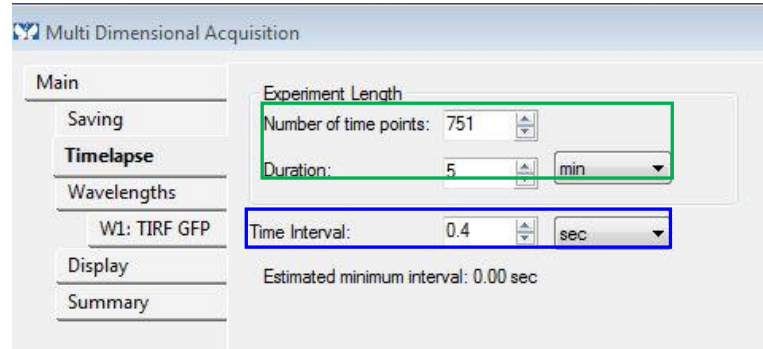 Multi Dimensional Acquisition
Main
Saving
Timelapse
Wavelengths
W1: TIRF GFP
Display
Summary
Experiment Length
Number of time points: 751
Duration: 5 min
Time Interval: 0.4 sec
Estimated minimum interval: 0.00 sec